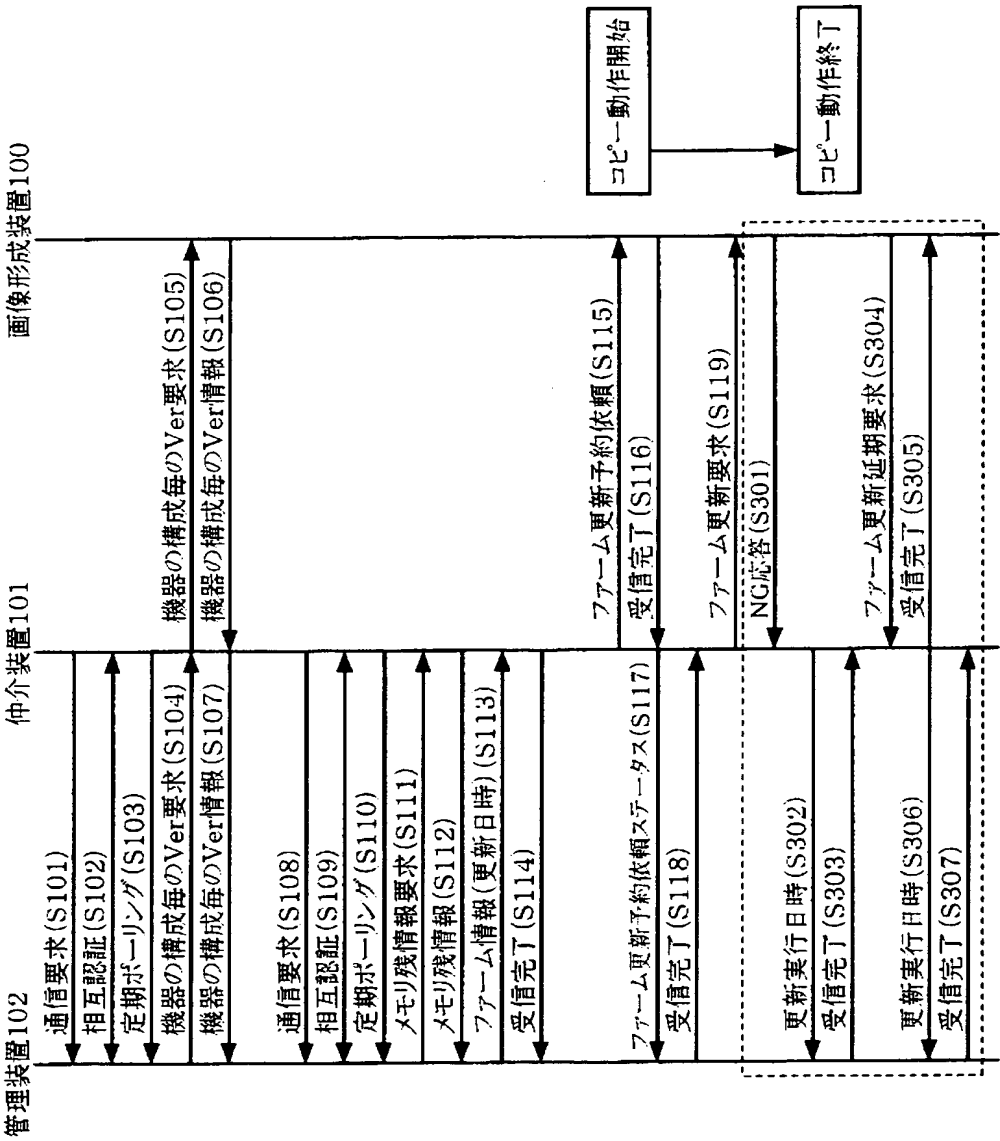 管理装置102
仲介装置101
画像形成装置100
通信要求(S101)
相互認証(S102)
定期ポーリング(S103)
機器の構成毎のVer要求(S104)
機器の構成毎のVer要求(S105)
機器の構成毎のVer情報(S106)
機器の構成毎のVer情報(S107)
通信要求(S108)
相互認証(S109)
定期ポーリング(S110)
メモリ残情報要求(S111)
メモリ残情報(S112)
ファーム情報(更新日時)(S113)
受信完了(S114)
ファーム更新予約依頼(S115)
受信完了(S116)
ファーム更新予約依頼ステータス(S117)
受信完了(S118)
ファーム更新要求(S119)
NG応答(S301)
更新実行日時(S302)
受信完了(S303)
ファーム更新延期要求(S304)
受信完了(S305)
更新実行日時(S306)
受信完了(S307)
コピー動作開始
コピー動作終了